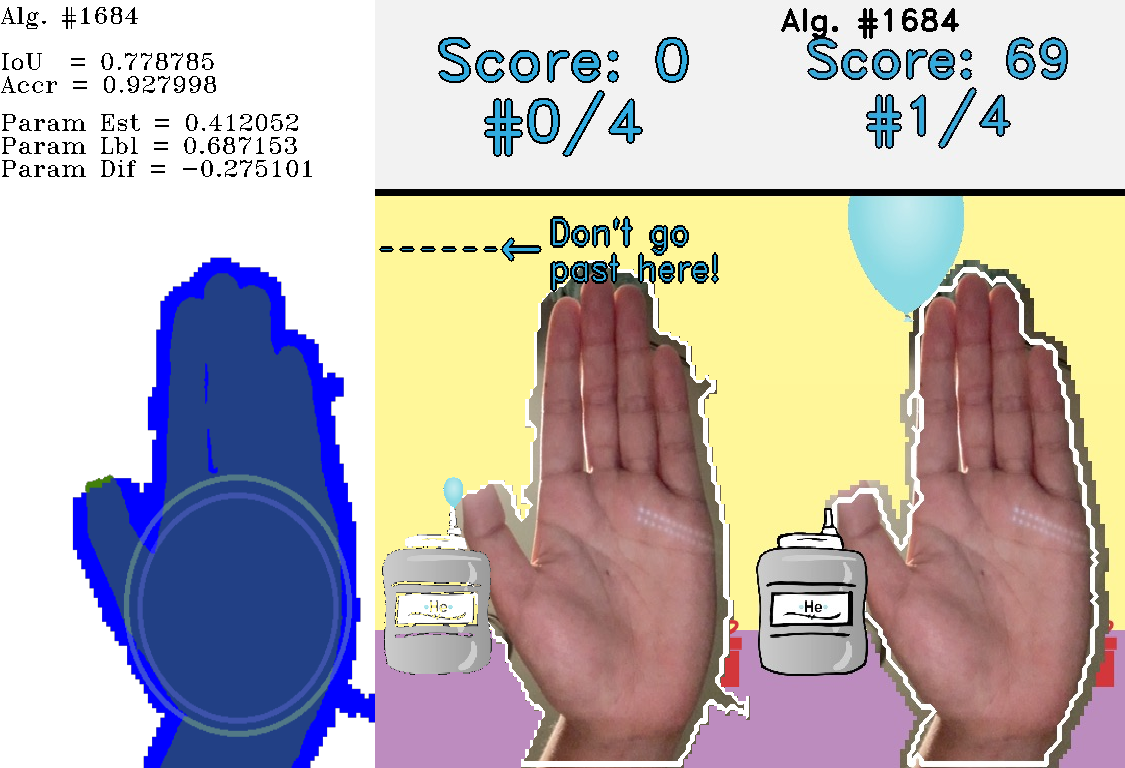 Alg. #1684
IoU = 0.778785
Accr = 0.927998
Param Est = 0.412052
Param Lbl = 0.687153
Param Dif = -0.275101
Score: 0
#0/4
Don't go
past here!
He
Alg. #1684
Score: 69
#1/4
He